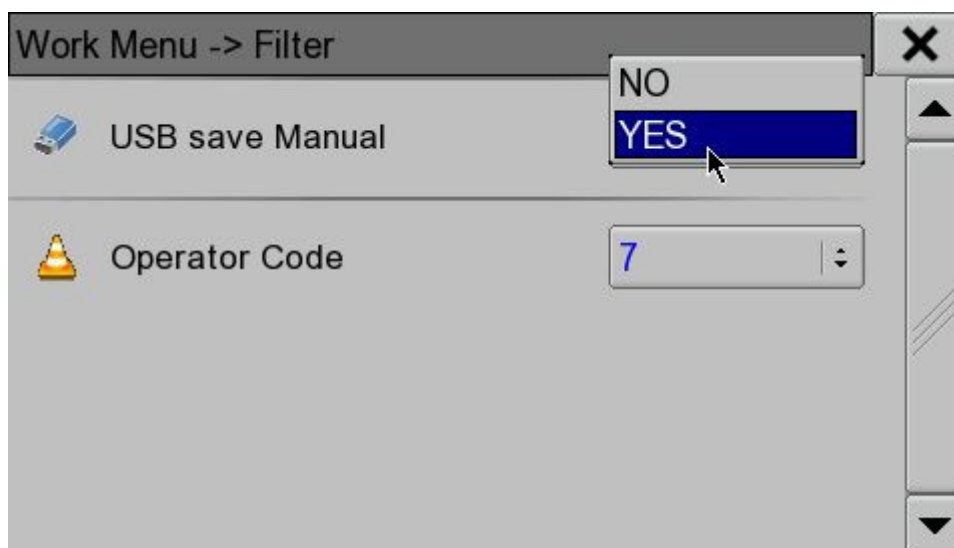 Work Menu -> Filter
NO
USB save Manual
YES
Operator Code
7